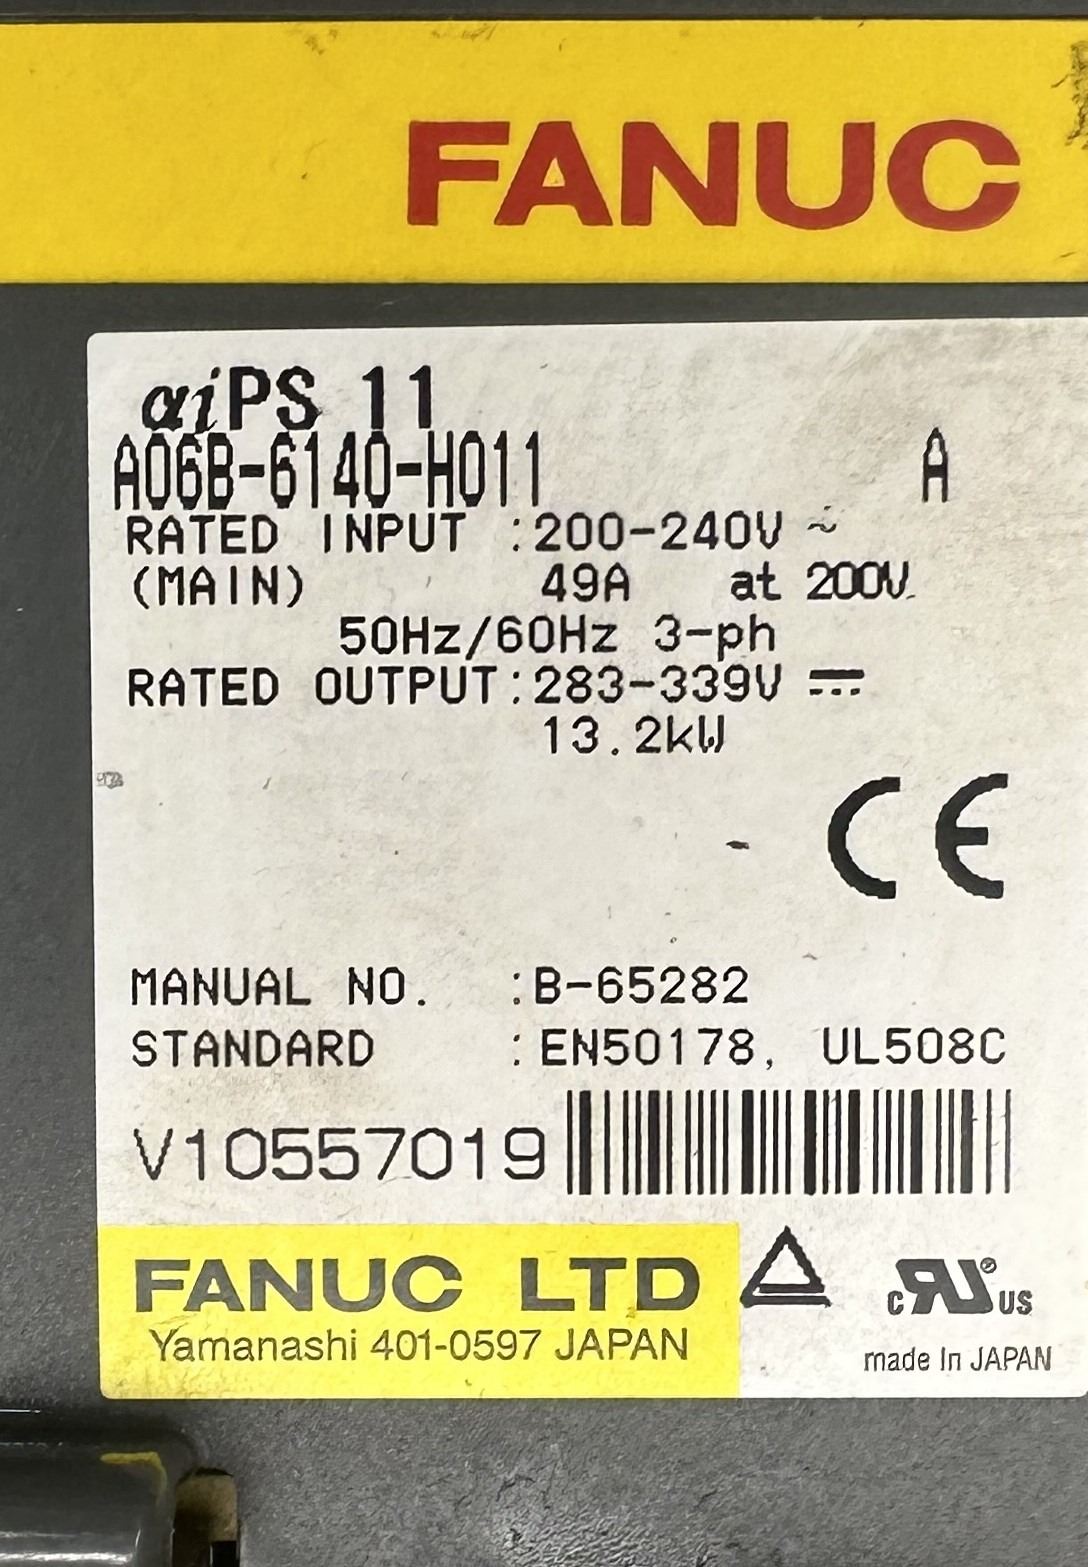 FANUC
αiPS 11
A06B-6140-H011 A
RATED INPUT :200-240V ~
(MAIN) 49A at 200V
50Hz/60Hz 3-ph
RATED OUTPUT:283-339V ⎓
13.2kW
CE
MANUAL NO. :B-65282
STANDARD :EN50178, UL508C
V10557019
FANUC LTD
Yamanashi 401-0597 JAPAN
c RU ® US
made in JAPAN